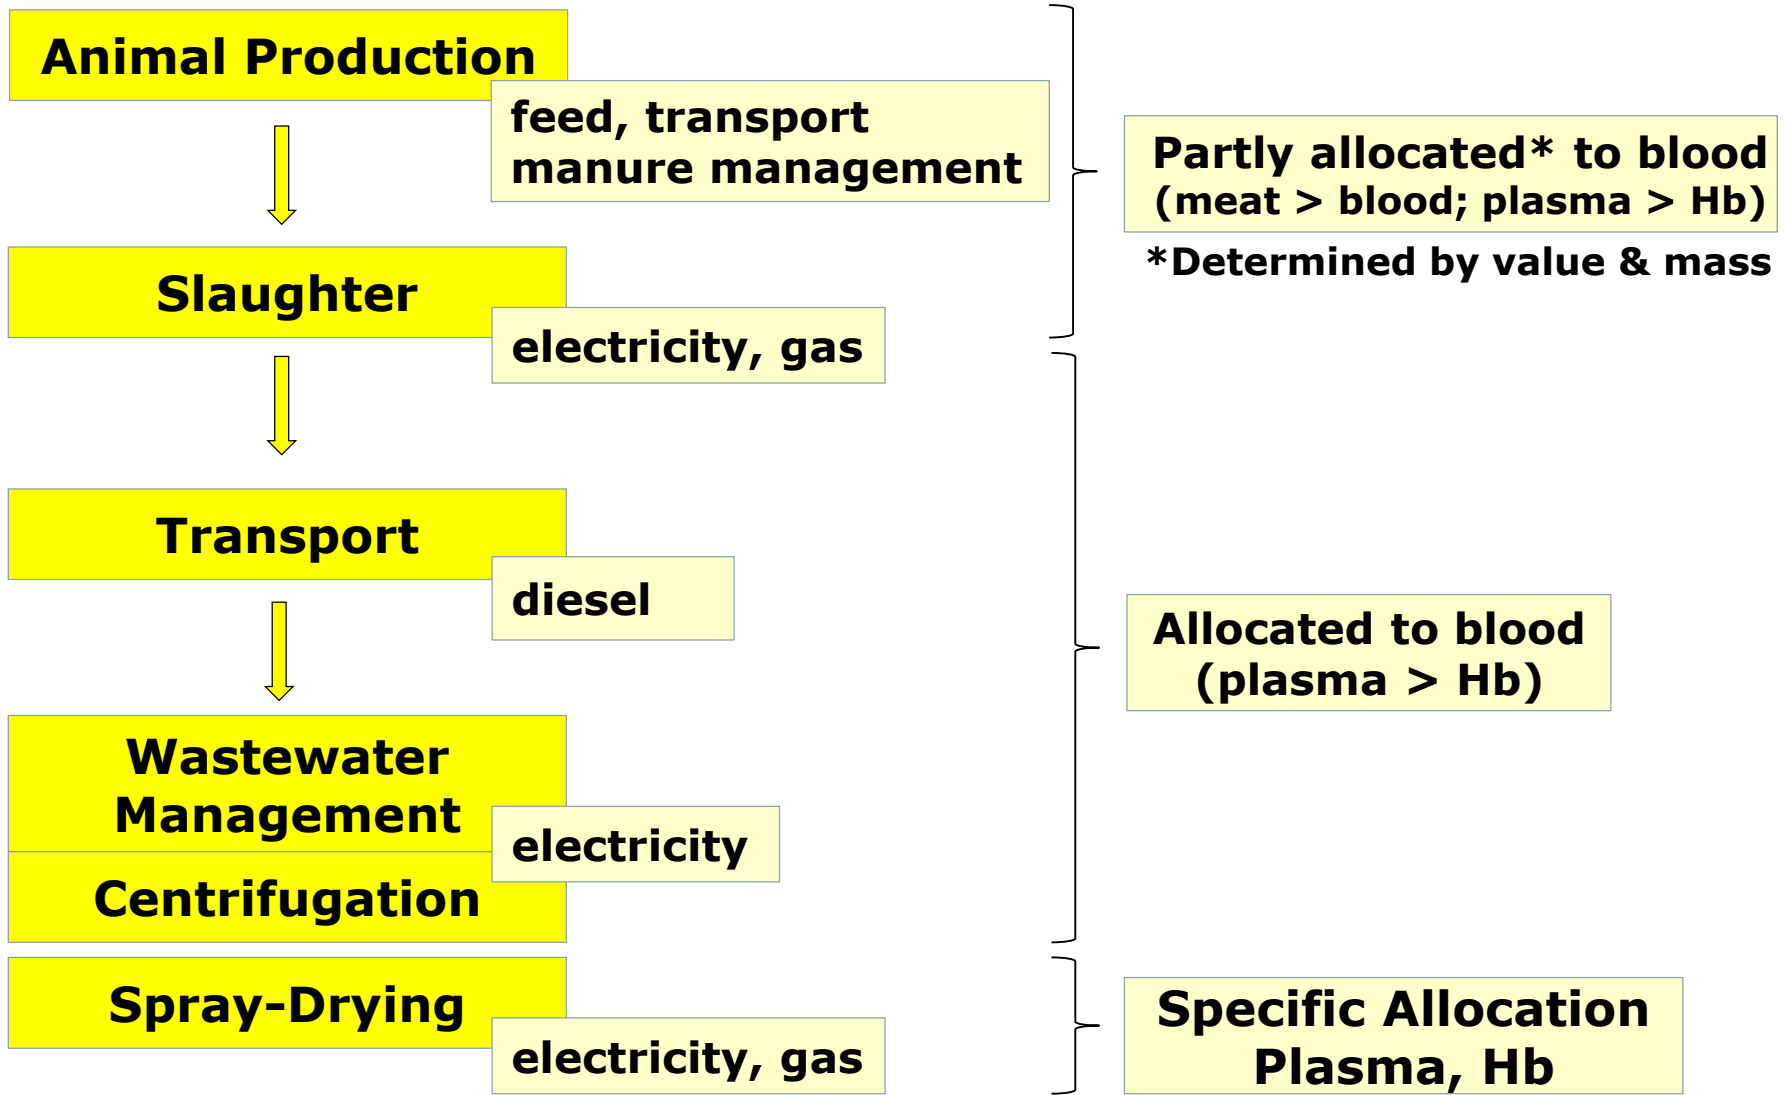 Animal Production
feed, transport
manure management
Partly allocated* to blood
(meat > blood; plasma > Hb)
*Determined by value & mass
Slaughter
electricity, gas
Transport
diesel
Allocated to blood
(plasma > Hb)
Wastewater
Management
electricity
Centrifugation
Spray-Drying
electricity, gas
Specific Allocation
Plasma, Hb